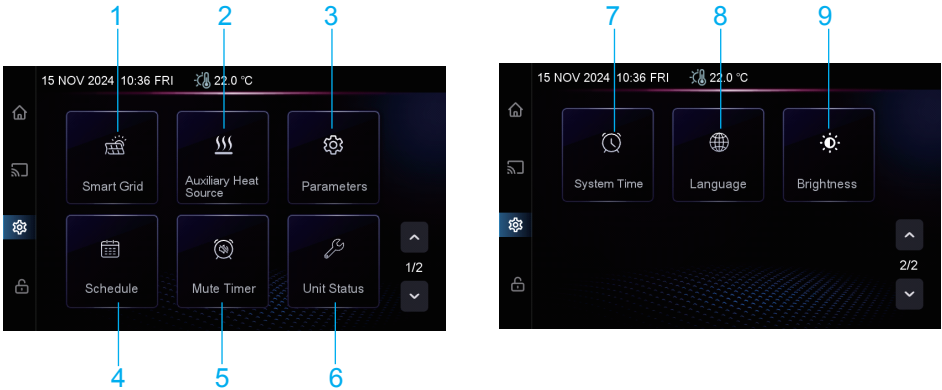 1 2 3
15 NOV 2024 10:36 FRI 22.0 °C
Smart Grid
Auxiliary Heat
Source
Parameters
Schedule
Mute Timer
Unit Status
1/2
4 5 6
7 8 9
15 NOV 2024 10:36 FRI 22.0 °C
System Time
Language
Brightness
2/2